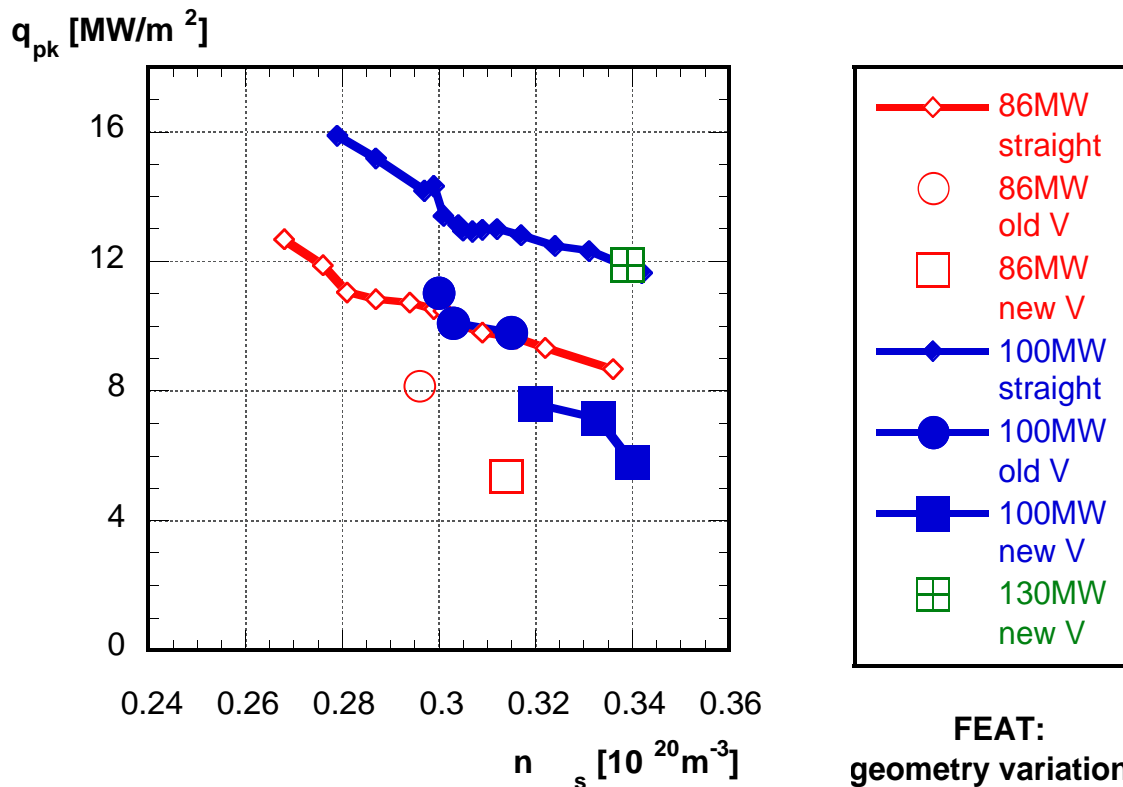 q pk [MW/m 2]
16
12
8
4
0
0.24 0.26 0.28 0.3 0.32 0.34 0.36
n s [10 20 m-3]
86MW
straight
86MW
old V
86MW
new V
100MW
straight
100MW
old V
100MW
new V
130MW
new V
FEAT:
geometry variation